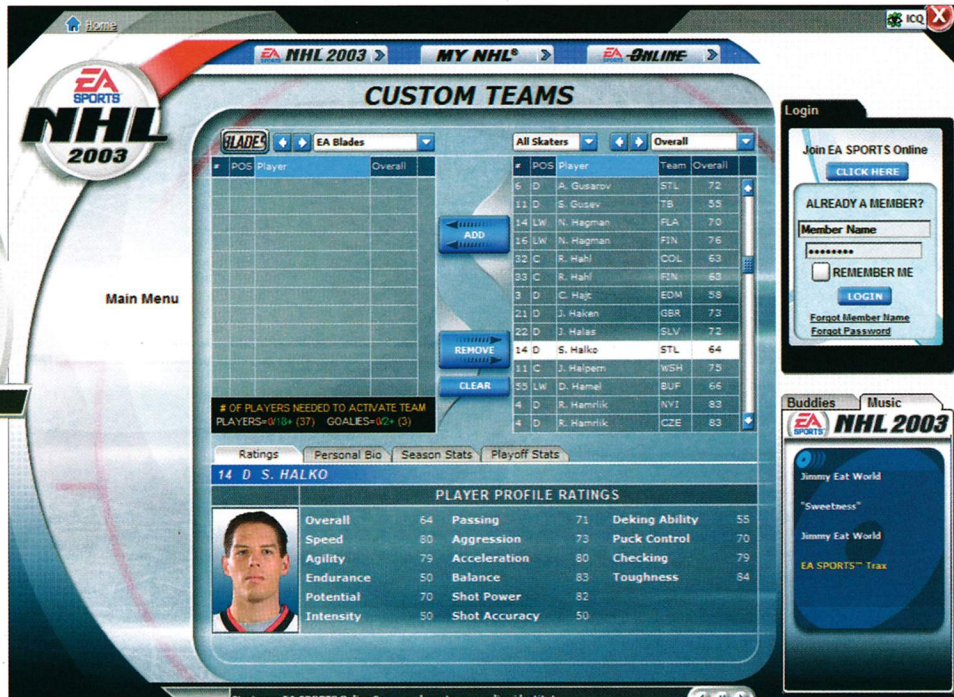 Home
ICQ
EA SPORTS NHL 2003
MY NHL®
EA SPORTS ONLINE
EA SPORTS
NHL
2003
CUSTOM TEAMS
BLADES EA Blades
All Skaters Overall
# POS Player Overall
# POS Player Team Overall
6 D A. Gusarov STL 72
11 D S. Gusev TB 55
14 LW N. Hagman FLA 70
16 LW N. Hagman FIN 76
32 C R. Hahl COL 63
33 C R. Hahl FIN 63
3 D C. Hajt EDM 58
21 D J. Haken GBR 73
22 D J. Halas SLV 72
14 D S. Halko STL 64
11 C J. Halpern WSH 75
55 LW D. Hamel BUF 66
4 D R. Hamrlik NYI 83
4 D R. Hamrlik CZE 83
ADD
REMOVE
CLEAR
Main Menu
# OF PLAYERS NEEDED TO ACTIVATE TEAM
PLAYERS=0/18+ (37) GOALIES=0/2+ (3)
Ratings Personal Bio Season Stats Playoff Stats
14 D S. HALKO
PLAYER PROFILE RATINGS
Overall 64 Passing 71 Deking Ability 55
Speed 80 Aggression 73 Puck Control 70
Agility 79 Acceleration 80 Checking 79
Endurance 50 Balance 83 Toughness 84
Potential 70 Shot Power 82
Intensity 50 Shot Accuracy 50
Login
Join EA SPORTS Online
CLICK HERE
ALREADY A MEMBER?
Member Name
••••••••
REMEMBER ME
LOGIN
Forgot Member Name
Forgot Password
Buddies Music
EA SPORTS NHL 2003
Jimmy Eat World
"Sweetness"
Jimmy Eat World
EA SPORTS™ Trax